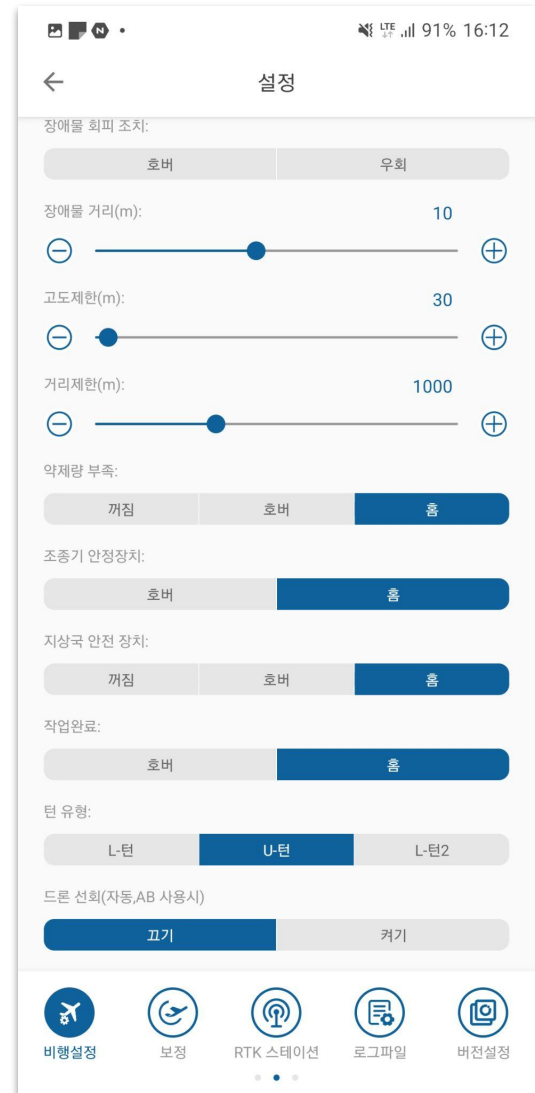 LTE 91% 16:12
설정
장애물 회피 조치:
호버 우회
장애물 거리(m): 10
고도제한(m): 30
거리제한(m): 1000
약제량 부족:
꺼짐 호버 홈
조종기 안정장치:
호버 홈
지상국 안전 장치:
꺼짐 호버 홈
작업완료:
호버 홈
턴 유형:
L-턴 U-턴 L-턴2
드론 선회(자동,AB 사용시)
끄기 켜기
비행설정 보정 RTK 스테이션 로그파일 버전설정